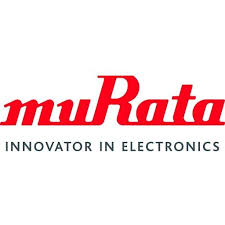 muRata
INNOVATOR IN ELECTRONICS